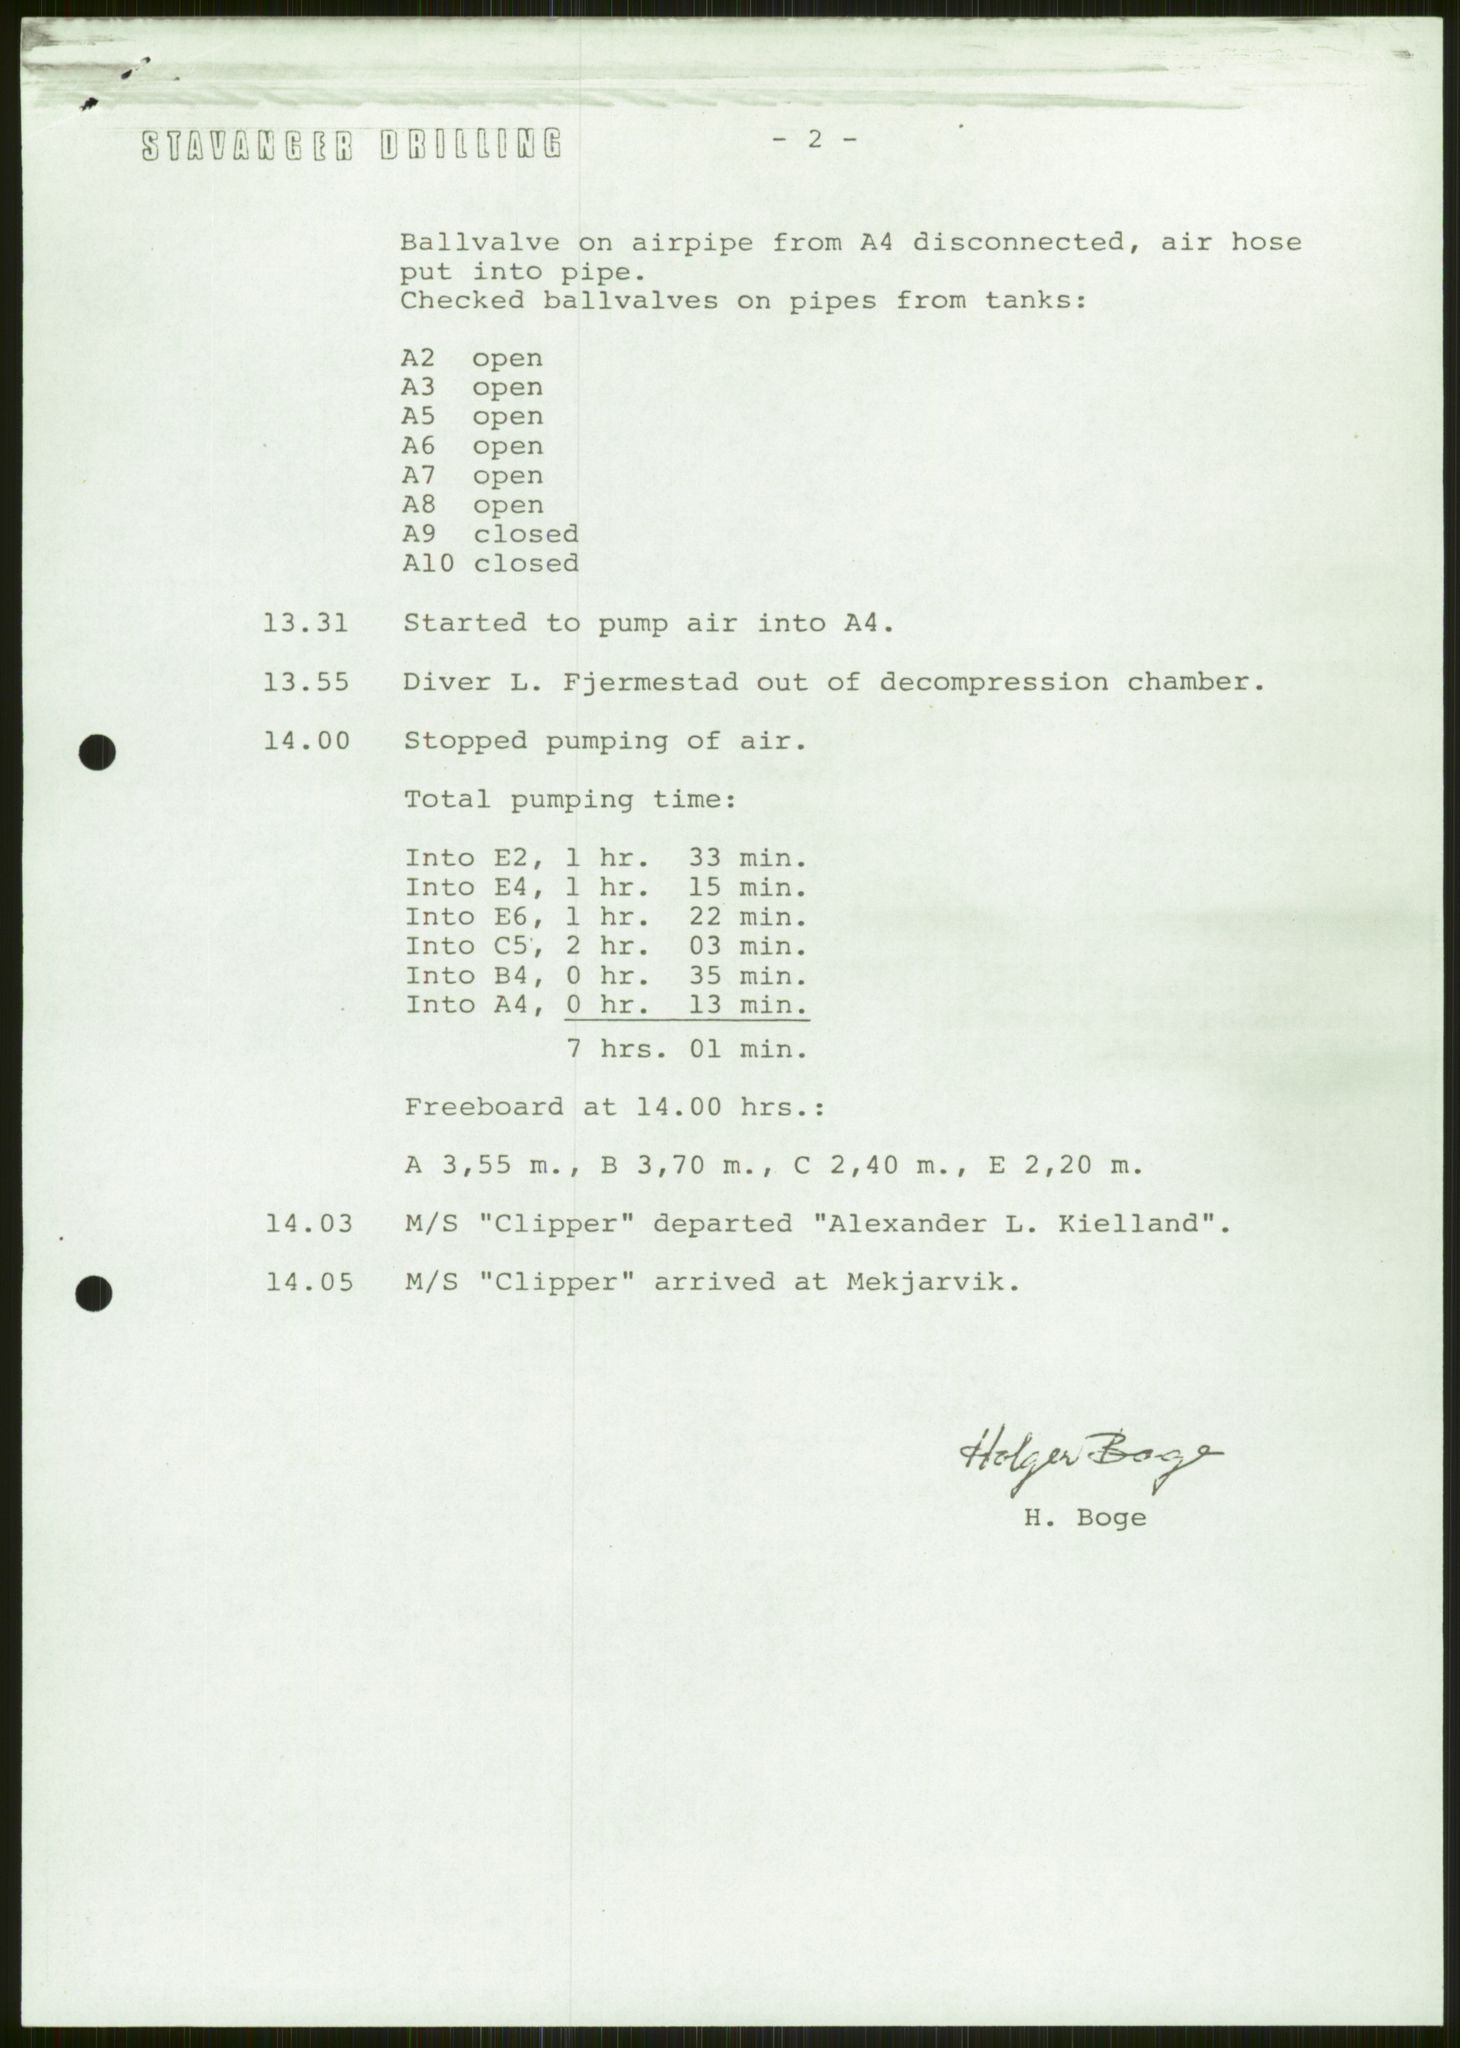 STAVANGER DRILLING
- 2 -
Ballvalve on airpipe from A4 disconnected, air hose
put into pipe.
Checked ballvalves on pipes from tanks:
A2 open
A3 open
A5 open
A6 open
A7 open
A8 open
A9 closed
A10 closed
13.31 Started to pump air into A4.
13.55 Diver L. Fjermestad out of decompression chamber.
14.00 Stopped pumping of air.
Total pumping time:
Into E2, 1 hr. 33 min.
Into E4, 1 hr. 15 min.
Into E6, 1 hr. 22 min.
Into C5, 2 hr. 03 min.
Into B4, 0 hr. 35 min.
Into A4, 0 hr. 13 min.
7 hrs. 01 min.
Freeboard at 14.00 hrs.:
A 3,55 m., B 3,70 m., C 2,40 m., E 2,20 m.
14.03 M/S "Clipper" departed "Alexander L. Kielland".
14.05 M/S "Clipper" arrived at Mekjarvik.
Holger Boge
H. Boge